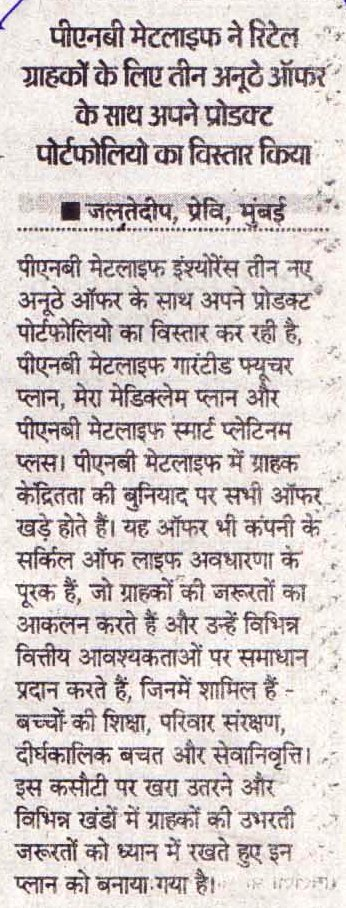 पीएनबी मेटलाइफ ने रिटेल
ग्राहकों के लिए तीन अनूठे ऑफर
के साथ अपने प्रोडक्ट
पोर्टफोलियो का विस्तार किया
■ जलतेदीप, प्रेवि, मुंबई
पीएनबी मेटलाइफ इंश्योरेंस तीन नए
अनूठे ऑफर के साथ अपने प्रोडक्ट
पोर्टफोलियो का विस्तार कर रही है,
पीएनबी मेटलाइफ गारंटीड फ्यूचर
प्लान, मेरा मेडिक्लेम प्लान और
पीएनबी मेटलाइफ स्मार्ट प्लेटिनम
प्लस। पीएनबी मेटलाइफ में ग्राहक
केंद्रितता की बुनियाद पर सभी ऑफर
खड़े होते हैं। यह ऑफर भी कंपनी के
सर्किल ऑफ लाइफ अवधारणा के
पूरक हैं, जो ग्राहकों की जरूरतों का
आकलन करते हैं और उन्हें विभिन्न
वित्तीय आवश्यकताओं पर समाधान
प्रदान करते हैं, जिनमें शामिल हैं -
बच्चों की शिक्षा, परिवार संरक्षण,
दीर्घकालिक बचत और सेवानिवृत्ति।
इस कसौटी पर खरा उतरने और
विभिन्न खंडों में ग्राहकों की उभरती
जरूरतों को ध्यान में रखते हुए इन
प्लान को बनाया गया है।